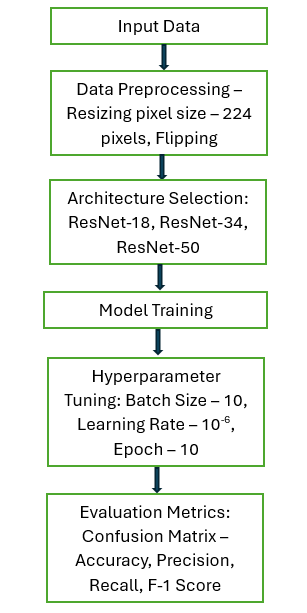 Input Data
Data Preprocessing –
Resizing pixel size – 224
pixels, Flipping
Architecture Selection:
ResNet-18, ResNet-34,
ResNet-50
Model Training
Hyperparameter
Tuning: Batch Size – 10,
Learning Rate – 10⁻⁶,
Epoch – 10
Evaluation Metrics:
Confusion Matrix –
Accuracy, Precision,
Recall, F-1 Score